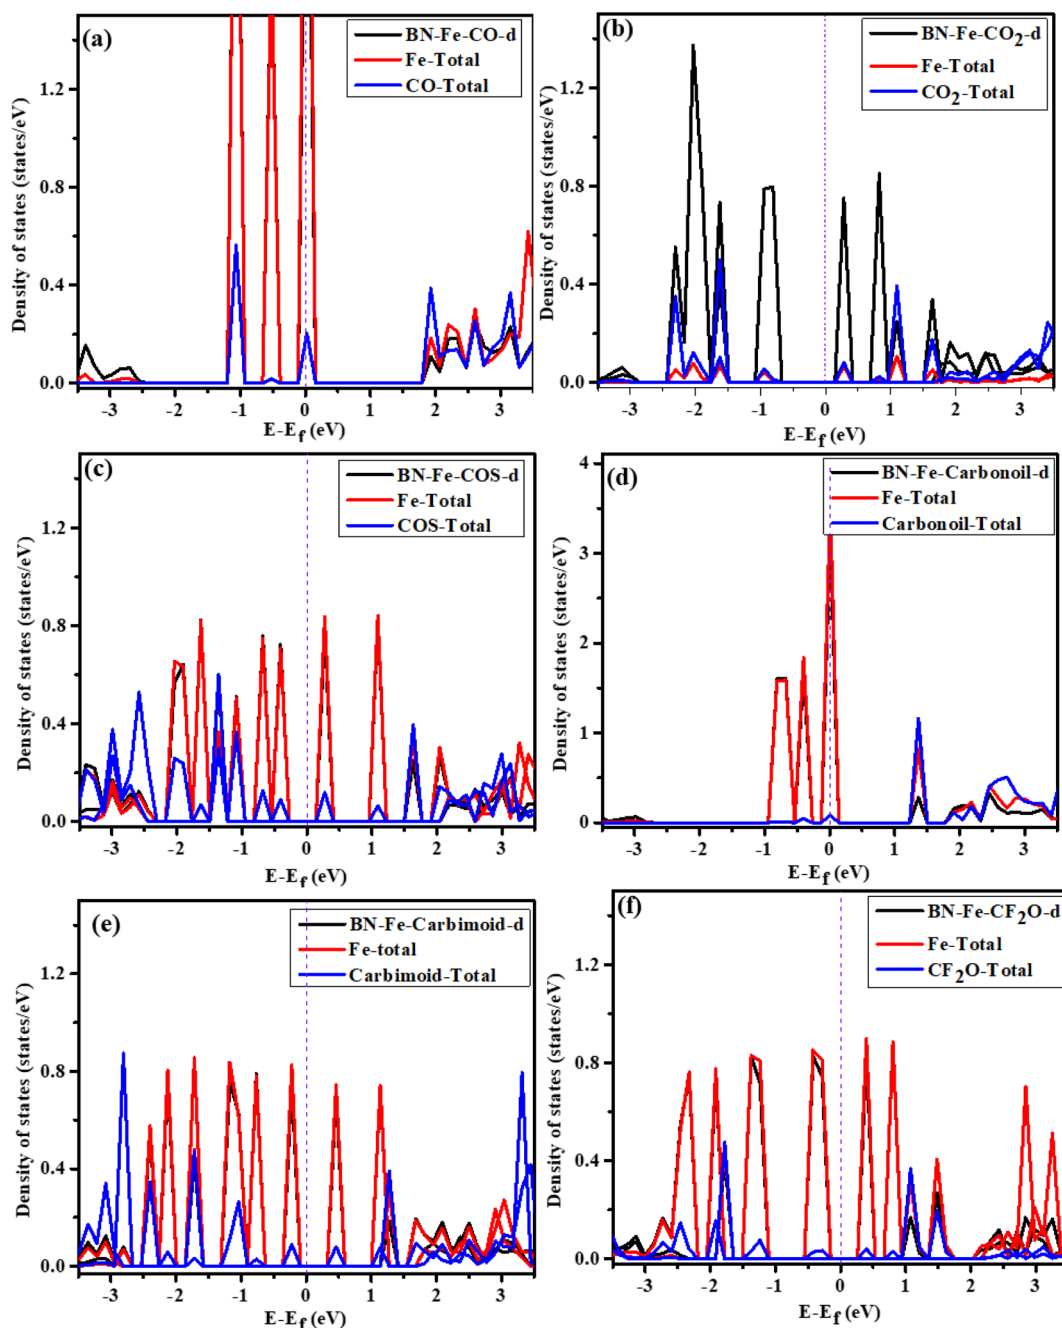 (a)
BN-Fe-CO-d
Fe-Total
CO-Total
Density of states (states/eV)
1.2
0.8
0.4
0.0
-3 -2 -1 0 1 2 3
E-Ef (eV)
(b)
BN-Fe-CO2-d
Fe-Total
CO2-Total
Density of states (states/eV)
1.2
0.8
0.4
0.0
-3 -2 -1 0 1 2 3
E-Ef (eV)
(c)
BN-Fe-COS-d
Fe-Total
COS-Total
Density of states (states/eV)
1.2
0.8
0.4
0.0
-3 -2 -1 0 1 2 3
E-Ef (eV)
(d)
BN-Fe-Carbonoil-d
Fe-Total
Carbonoil-Total
Density of states (states/eV)
4
3
2
1
0
-3 -2 -1 0 1 2 3
E-Ef (eV)
(e)
BN-Fe-Carbimoid-d
Fe-total
Carbimoid-Total
Density of states (states/eV)
1.2
0.8
0.4
0.0
-3 -2 -1 0 1 2 3
E-Ef (eV)
(f)
BN-Fe-CF2O-d
Fe-Total
CF2O-Total
Density of states (states/eV)
1.2
0.8
0.4
0.0
-3 -2 -1 0 1 2 3
E-Ef (eV)